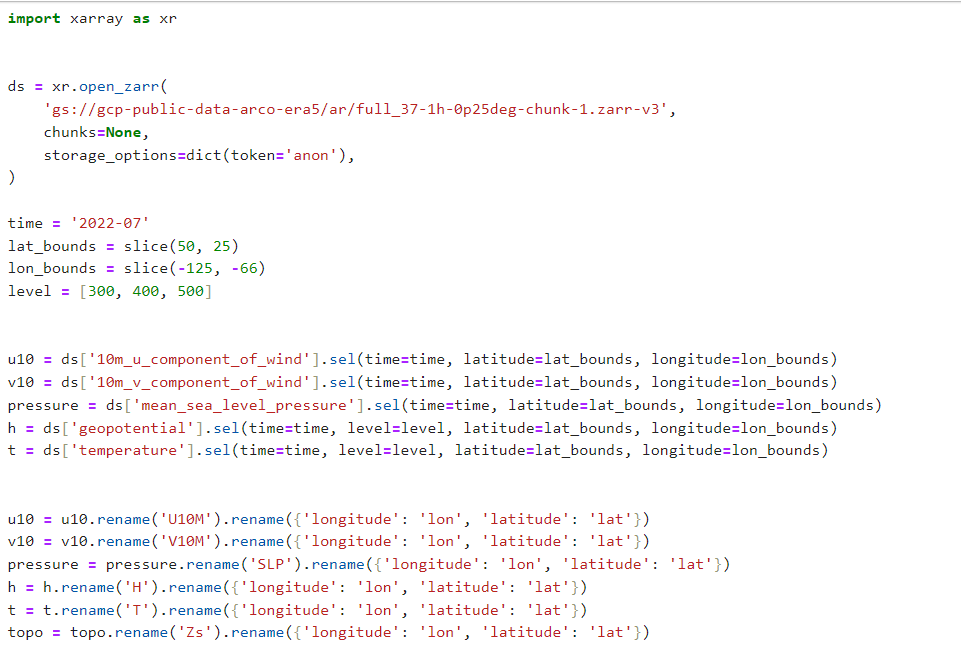 import xarray as xr
ds = xr.open_zarr(
    'gs://gcp-public-data-arco-era5/ar/full_37-1h-0p25deg-chunk-1.zarr-v3',
    chunks=None,
    storage_options=dict(token='anon'),
)
time = '2022-07'
lat_bounds = slice(50, 25)
lon_bounds = slice(-125, -66)
level = [300, 400, 500]
u10 = ds['10m_u_component_of_wind'].sel(time=time, latitude=lat_bounds, longitude=lon_bounds)
v10 = ds['10m_v_component_of_wind'].sel(time=time, latitude=lat_bounds, longitude=lon_bounds)
pressure = ds['mean_sea_level_pressure'].sel(time=time, latitude=lat_bounds, longitude=lon_bounds)
h = ds['geopotential'].sel(time=time, level=level, latitude=lat_bounds, longitude=lon_bounds)
t = ds['temperature'].sel(time=time, level=level, latitude=lat_bounds, longitude=lon_bounds)
u10 = u10.rename('U10M').rename({'longitude': 'lon', 'latitude': 'lat'})
v10 = v10.rename('V10M').rename({'longitude': 'lon', 'latitude': 'lat'})
pressure = pressure.rename('SLP').rename({'longitude': 'lon', 'latitude': 'lat'})
h = h.rename('H').rename({'longitude': 'lon', 'latitude': 'lat'})
t = t.rename('T').rename({'longitude': 'lon', 'latitude': 'lat'})
topo = topo.rename('Zs').rename({'longitude': 'lon', 'latitude': 'lat'})